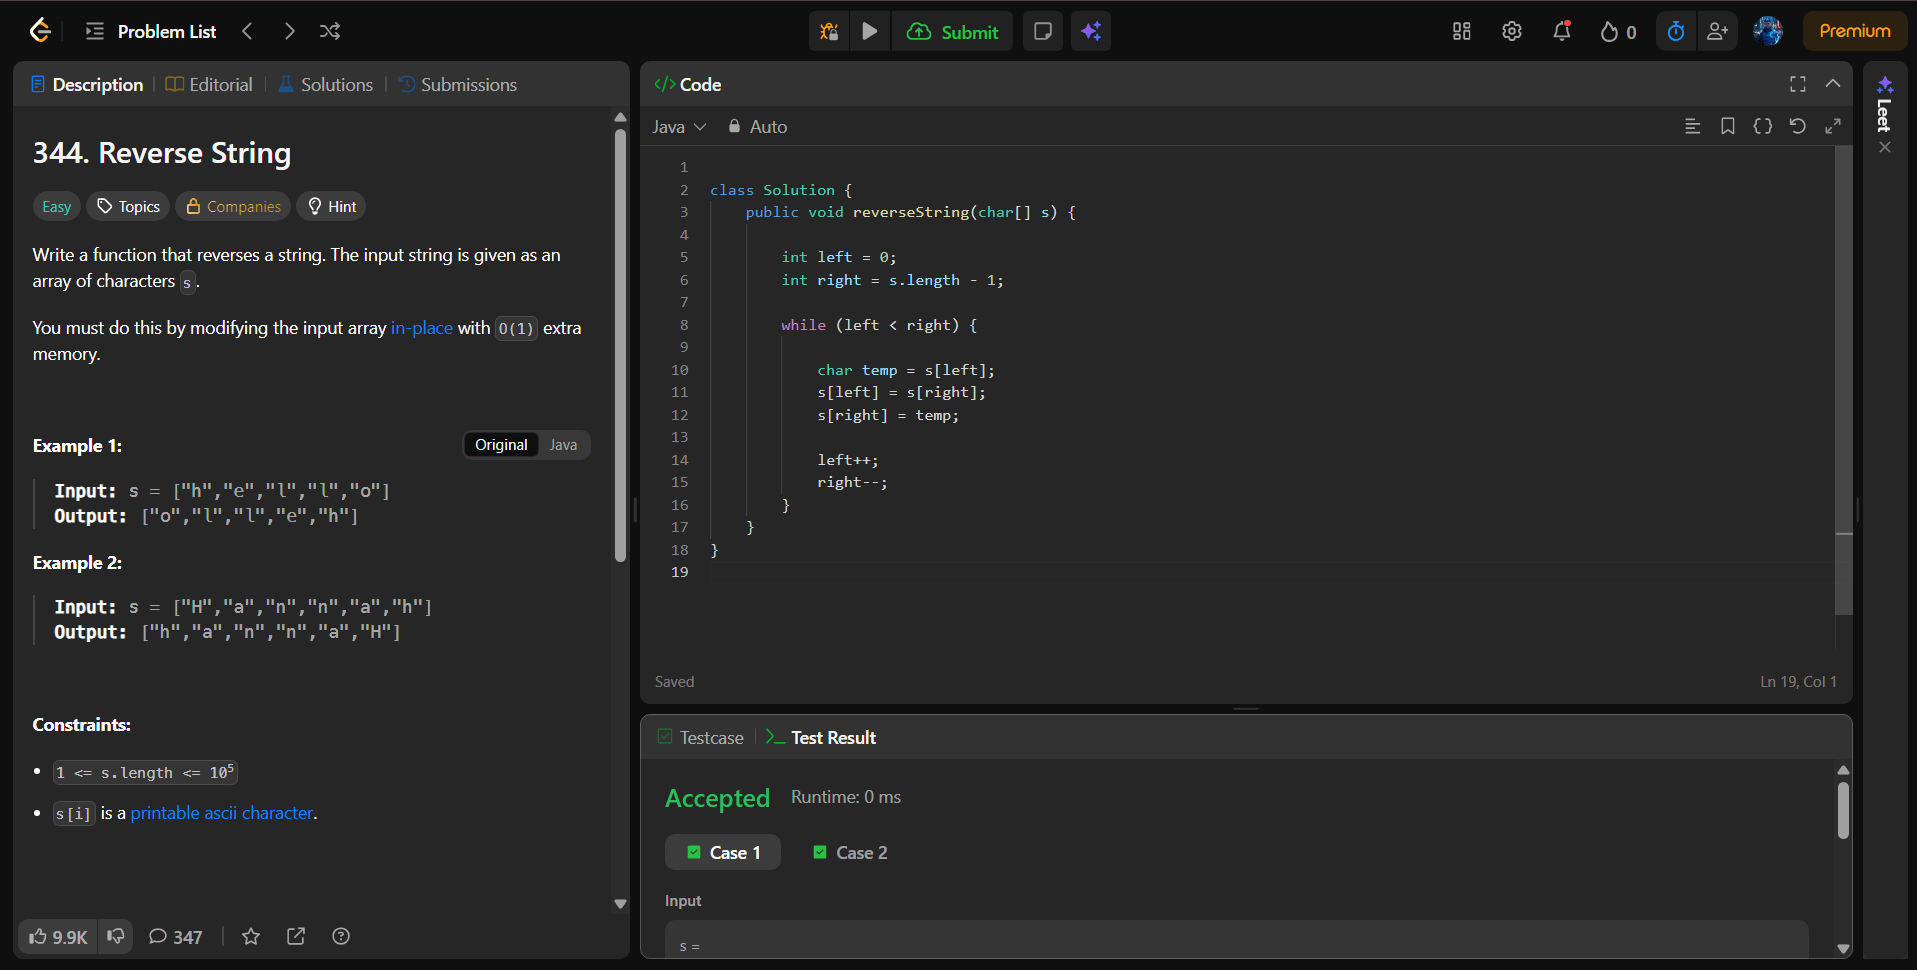 Problem List
Submit
0
Premium
Description
Editorial
Solutions
Submissions
344. Reverse String
Easy
Topics
Companies
Hint
Write a function that reverses a string. The input string is given as an
array of characters s.
You must do this by modifying the input array in-place with O(1) extra
memory.
Example 1:
Original
Java
Input: s = ["h","e","l","l","o"]
Output: ["o","l","l","e","h"]
Example 2:
Input: s = ["H","a","n","n","a","h"]
Output: ["h","a","n","n","a","H"]
Constraints:
1 <= s.length <= 10⁵
s[i] is a printable ascii character.
9.9K
347
Code
Java
Auto
1
2 class Solution {
3     public void reverseString(char[] s) {
4
5         int left = 0;
6         int right = s.length - 1;
7
8         while (left < right) {
9
10             char temp = s[left];
11             s[left] = s[right];
12             s[right] = temp;
13
14             left++;
15             right--;
16         }
17     }
18 }
19
Saved
Ln 19, Col 1
Testcase
Test Result
Accepted
Runtime: 0 ms
Case 1
Case 2
Input
s =
Leet